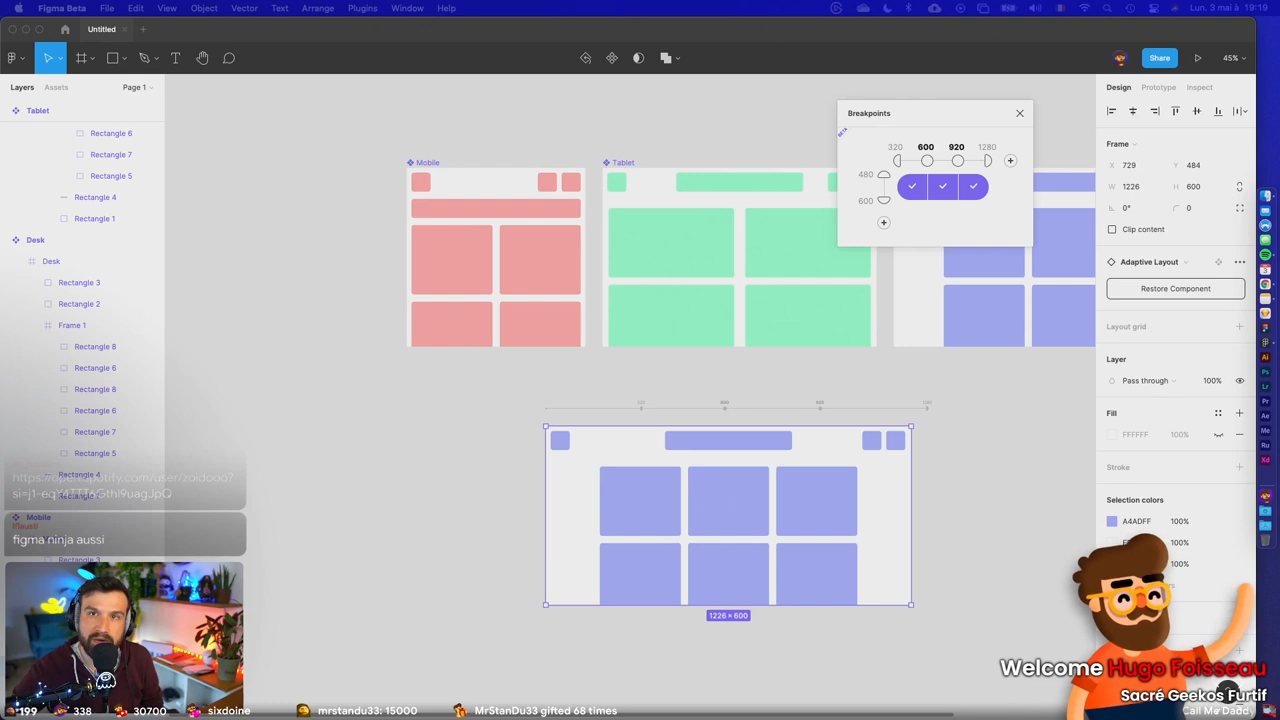 Figma Beta File Edit View Object Vector Text Arrange Plugins Window Help
Lun. 3 mai à 19:19
Untitled
Share
45%
Layers Assets Page 1
Tablet
Rectangle 6
Rectangle 7
Rectangle 5
Rectangle 4
Rectangle 1
Desk
Desk
Rectangle 3
Rectangle 2
Frame 1
Rectangle 8
Rectangle 6
Rectangle 8
Rectangle 6
Rectangle 7
Rectangle 5
Rectangle 4
Mobile
figma ninja aussi
Mobile
Tablet
Breakpoints
BETA
320 600 920 1280
480
600
1226 × 600
Design Prototype Inspect
Frame
X 729 Y 484
W 1226 H 600
0° 0
Clip content
Adaptive Layout
Restore Component
Layout grid
Layer
Pass through 100%
Fill
FFFFFF 100%
Stroke
Selection colors
A4ADFF 100%
100%
100%
Welcome Hugo Foisseau
Sacré Geekos Furtif
Call Me Daddy
199 338 30700 sixdoine mrstandu33: 15000 MrStanDu33 gifted 68 times